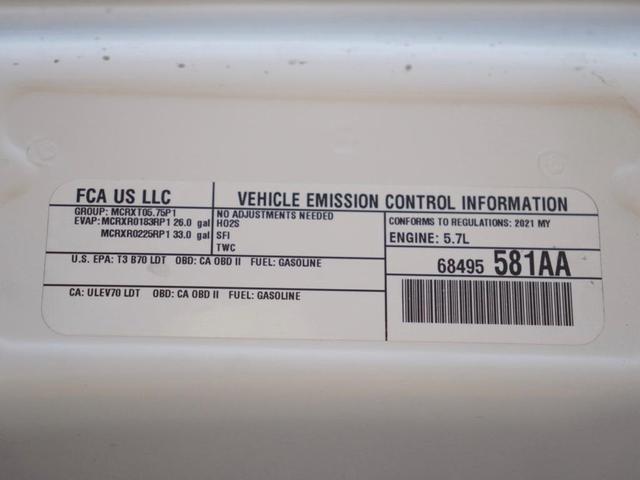 FCA US LLC
VEHICLE EMISSION CONTROL INFORMATION
GROUP: MCRXT05.75P1
EVAP: MCRXR0183RP1 26.0 gal
MCRXR0225RP1 33.0 gal
NO ADJUSTMENTS NEEDED
HO2S
SFI
TWC
CONFORMS TO REGULATIONS: 2021 MY
ENGINE: 5.7L
U.S. EPA: T3 B70 LDT OBD: CA OBD II FUEL: GASOLINE
68495 581AA
CA: ULEV70 LDT OBD: CA OBD II FUEL: GASOLINE